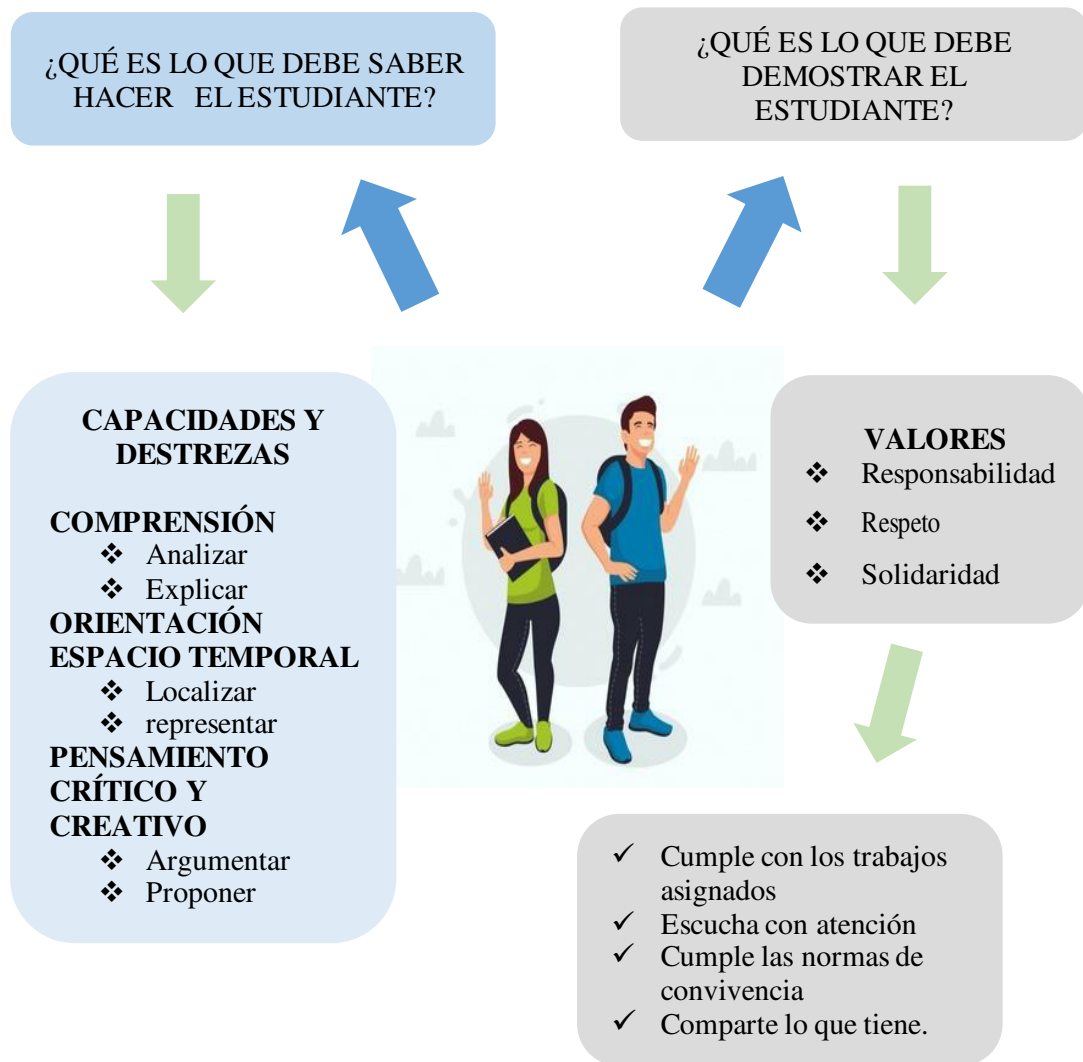 ¿QUÉ ES LO QUE DEBE SABER
HACER EL ESTUDIANTE?
¿QUÉ ES LO QUE DEBE
DEMOSTRAR EL
ESTUDIANTE?
CAPACIDADES Y
DESTREZAS
COMPRENSIÓN
❖ Analizar
❖ Explicar
ORIENTACIÓN
ESPACIO TEMPORAL
❖ Localizar
❖ representar
PENSAMIENTO
CRÍTICO Y
CREATIVO
❖ Argumentar
❖ Proponer
VALORES
❖ Responsabilidad
❖ Respeto
❖ Solidaridad
✓ Cumple con los trabajos
asignados
✓ Escucha con atención
✓ Cumple las normas de
convivencia
✓ Comparte lo que tiene.